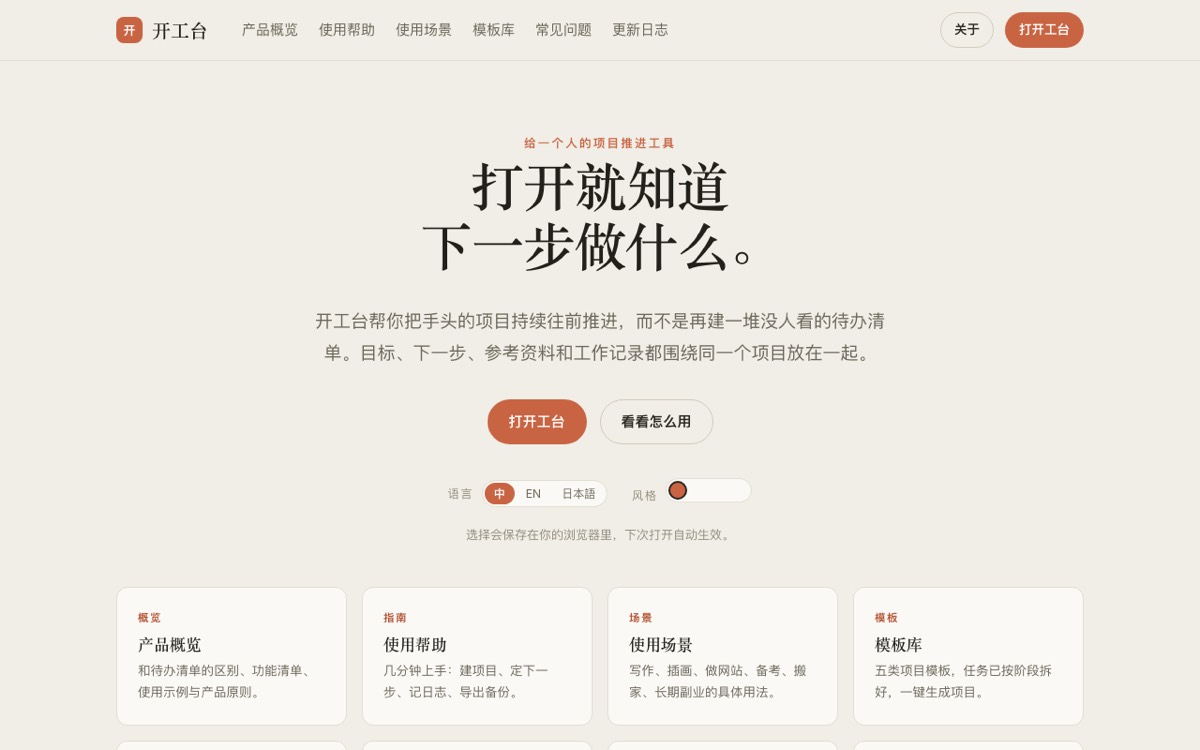 开 开工台 产品概览 使用帮助 使用场景 模板库 常见问题 更新日志 关于 打开工台
给一个人的项目推进工具
打开就知道
下一步做什么。
开工台帮你把手头的项目持续往前推进，而不是再建一堆没人看的待办清
单。目标、下一步、参考资料和工作记录都围绕同一个项目放在一起。
打开工台 看看怎么用
语言 中 EN 日本語 风格
选择会保存在你的浏览器里，下次打开自动生效。
概览
产品概览
和待办清单的区别、功能清单、
使用示例与产品原则。
指南
使用帮助
几分钟上手：建项目、定下一
步、记日志、导出备份。
场景
使用场景
写作、插画、做网站、备考、搬
家、长期副业的具体用法。
模板
模板库
五类项目模板，任务已按阶段拆
好，一键生成项目。